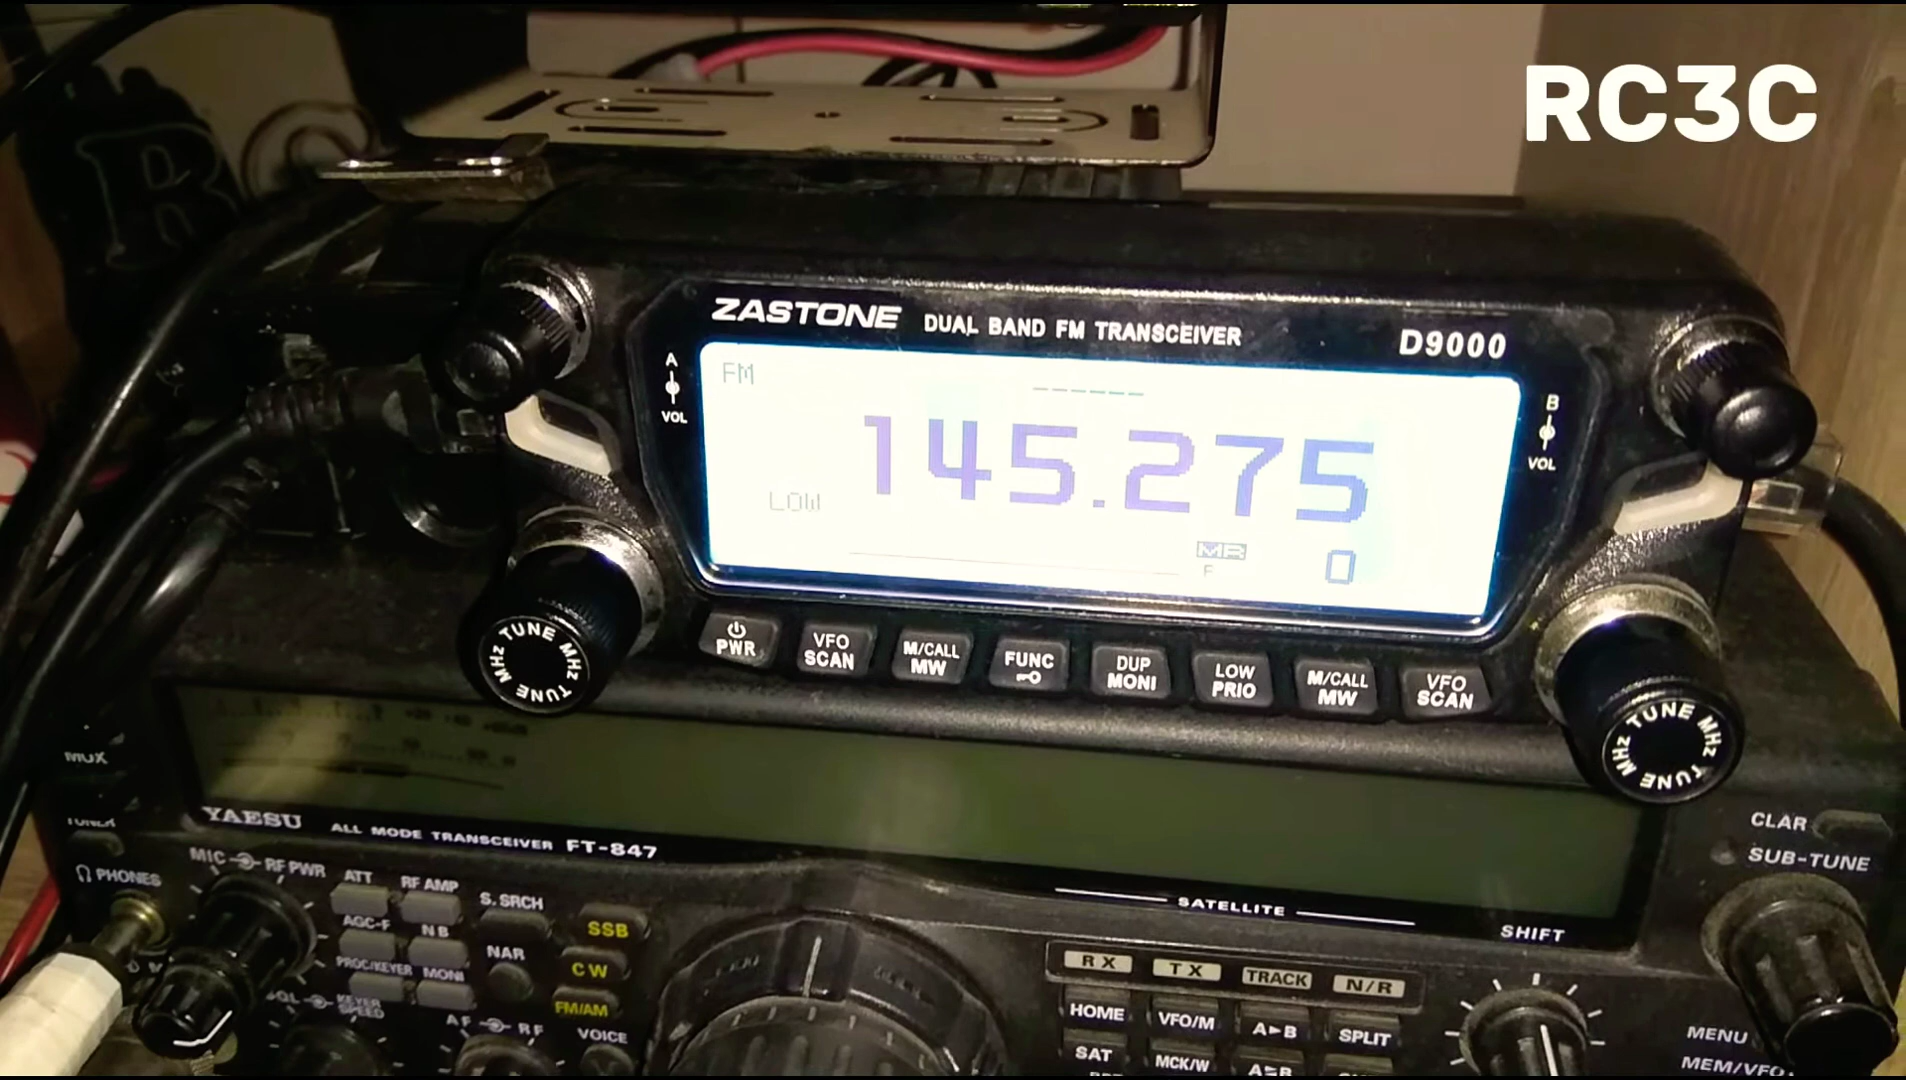 RC3C
R
ZASTONE DUAL BAND FM TRANSCEIVER D9000
A
VOL
B
VOL
FM
------
145.275
LOW
MR
F
0
PWR
VFO SCAN
M/CALL MW
FUNC
DUP MONI
LOW PRIO
M/CALL MW
VFO SCAN
TUNE MHz TUNE MHz
TUNE MHz TUNE MHz
YAESU ALL MODE TRANSCEIVER FT-847
TUNER
PHONES
MIC RF PWR
ATT
RF AMP
S. SRCH
AGC-F
NB
NAR
PROC/KEYER
MONI
KEYER SPEED
AF RF
SSB
CW
FM/AM
VOICE
SATELLITE
RX TX TRACK N/R
HOME VFO/M A►B SPLIT
SAT MCK/W
SHIFT
CLAR
SUB-TUNE
MENU
MEM/VFO